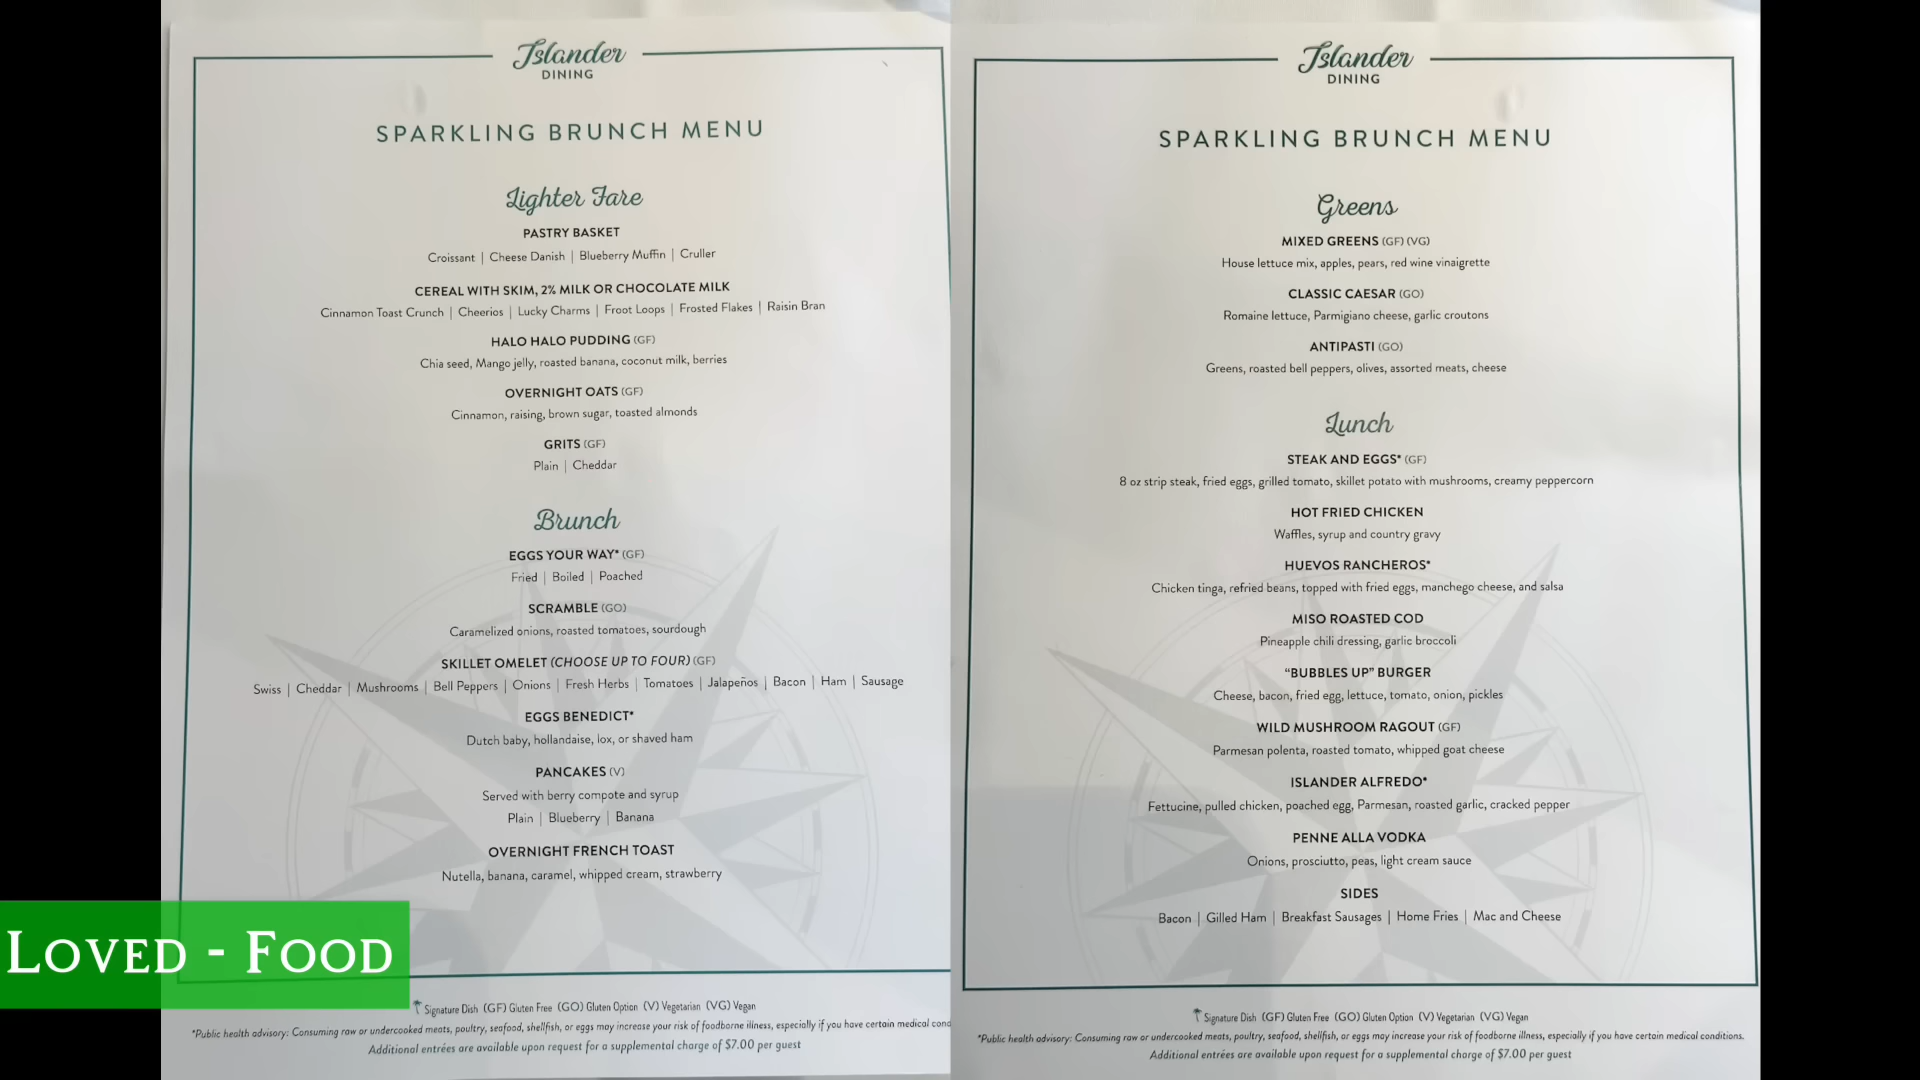 Islander
DINING
SPARKLING BRUNCH MENU
Lighter Fare
PASTRY BASKET
Croissant | Cheese Danish | Blueberry Muffin | Cruller
CEREAL WITH SKIM, 2% MILK OR CHOCOLATE MILK
Cinnamon Toast Crunch | Cheerios | Lucky Charms | Froot Loops | Frosted Flakes | Raisin Bran
HALO HALO PUDDING (GF)
Chia seed, Mango jelly, roasted banana, coconut milk, berries
OVERNIGHT OATS (GF)
Cinnamon, raising, brown sugar, toasted almonds
GRITS (GF)
Plain | Cheddar
Brunch
EGGS YOUR WAY* (GF)
Fried | Boiled | Poached
SCRAMBLE (GO)
Caramelized onions, roasted tomatoes, sourdough
SKILLET OMELET (CHOOSE UP TO FOUR) (GF)
Swiss | Cheddar | Mushrooms | Bell Peppers | Onions | Fresh Herbs | Tomatoes | Jalapeños | Bacon | Ham | Sausage
EGGS BENEDICT*
Dutch baby, hollandaise, lox, or shaved ham
PANCAKES (V)
Served with berry compote and syrup
Plain | Blueberry | Banana
OVERNIGHT FRENCH TOAST
Nutella, banana, caramel, whipped cream, strawberry
Signature Dish (GF) Gluten Free (GO) Gluten Option (V) Vegetarian (VG) Vegan
*Public health advisory: Consuming raw or undercooked meats, poultry, seafood, shellfish, or eggs may increase your risk of foodborne illness, especially if you have certain medical cond
Additional entrées are available upon request for a supplemental charge of $7.00 per guest
Islander
DINING
SPARKLING BRUNCH MENU
Greens
MIXED GREENS (GF) (VG)
House lettuce mix, apples, pears, red wine vinaigrette
CLASSIC CAESAR (GO)
Romaine lettuce, Parmigiano cheese, garlic croutons
ANTIPASTI (GO)
Greens, roasted bell peppers, olives, assorted meats, cheese
Lunch
STEAK AND EGGS* (GF)
8 oz strip steak, fried eggs, grilled tomato, skillet potato with mushrooms, creamy peppercorn
HOT FRIED CHICKEN
Waffles, syrup and country gravy
HUEVOS RANCHEROS*
Chicken tinga, refried beans, topped with fried eggs, manchego cheese, and salsa
MISO ROASTED COD
Pineapple chili dressing, garlic broccoli
“BUBBLES UP” BURGER
Cheese, bacon, fried egg, lettuce, tomato, onion, pickles
WILD MUSHROOM RAGOUT (GF)
Parmesan polenta, roasted tomato, whipped goat cheese
ISLANDER ALFREDO*
Fettucine, pulled chicken, poached egg, Parmesan, roasted garlic, cracked pepper
PENNE ALLA VODKA
Onions, prosciutto, peas, light cream sauce
SIDES
Bacon | Gilled Ham | Breakfast Sausages | Home Fries | Mac and Cheese
Signature Dish (GF) Gluten Free (GO) Gluten Option (V) Vegetarian (VG) Vegan
*Public health advisory: Consuming raw or undercooked meats, poultry, seafood, shellfish, or eggs may increase your risk of foodborne illness, especially if you have certain medical conditions.
Additional entrées are available upon request for a supplemental charge of $7.00 per guest
LOVED - FOOD